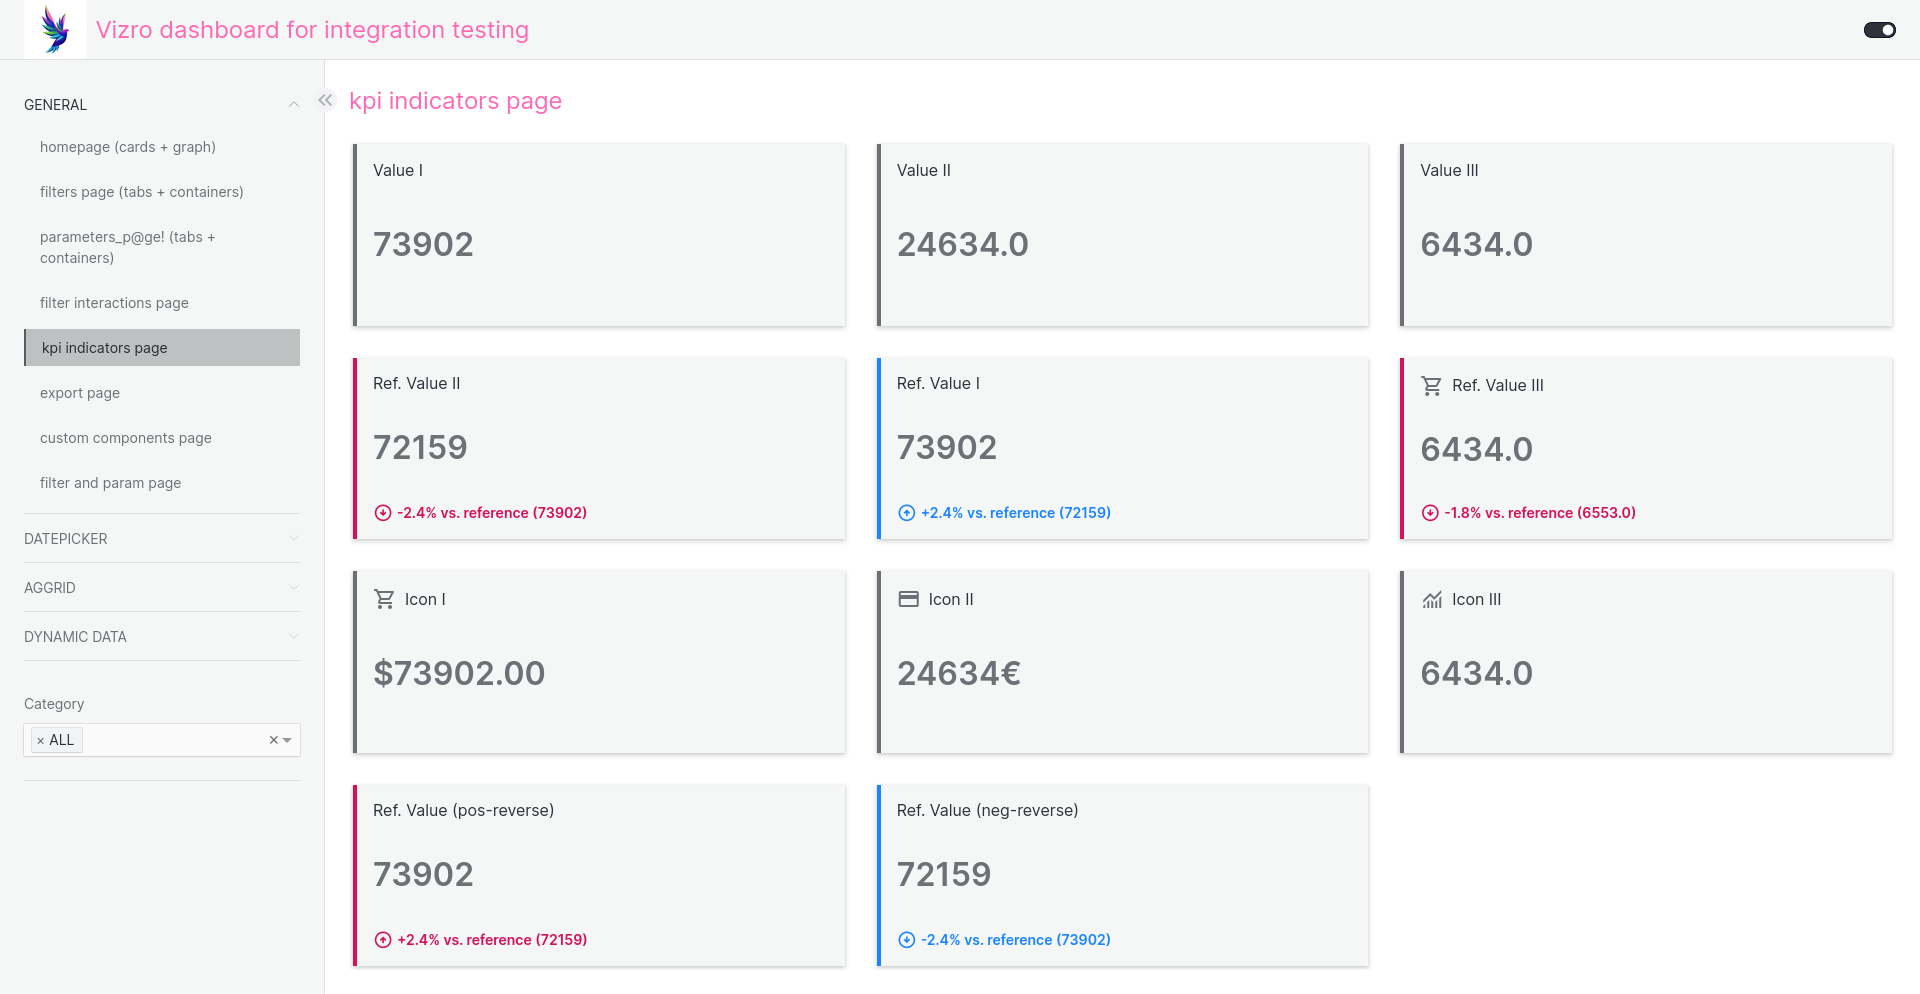 Vizro dashboard for integration testing
GENERAL
homepage (cards + graph)
filters page (tabs + containers)
parameters_p@ge! (tabs +
containers)
filter interactions page
kpi indicators page
export page
custom components page
filter and param page
DATEPICKER
AGGRID
DYNAMIC DATA
Category
× ALL
kpi indicators page
Value I
73902
Value II
24634.0
Value III
6434.0
Ref. Value II
72159
-2.4% vs. reference (73902)
Ref. Value I
73902
+2.4% vs. reference (72159)
Ref. Value III
6434.0
-1.8% vs. reference (6553.0)
Icon I
$73902.00
Icon II
24634€
Icon III
6434.0
Ref. Value (pos-reverse)
73902
+2.4% vs. reference (72159)
Ref. Value (neg-reverse)
72159
-2.4% vs. reference (73902)